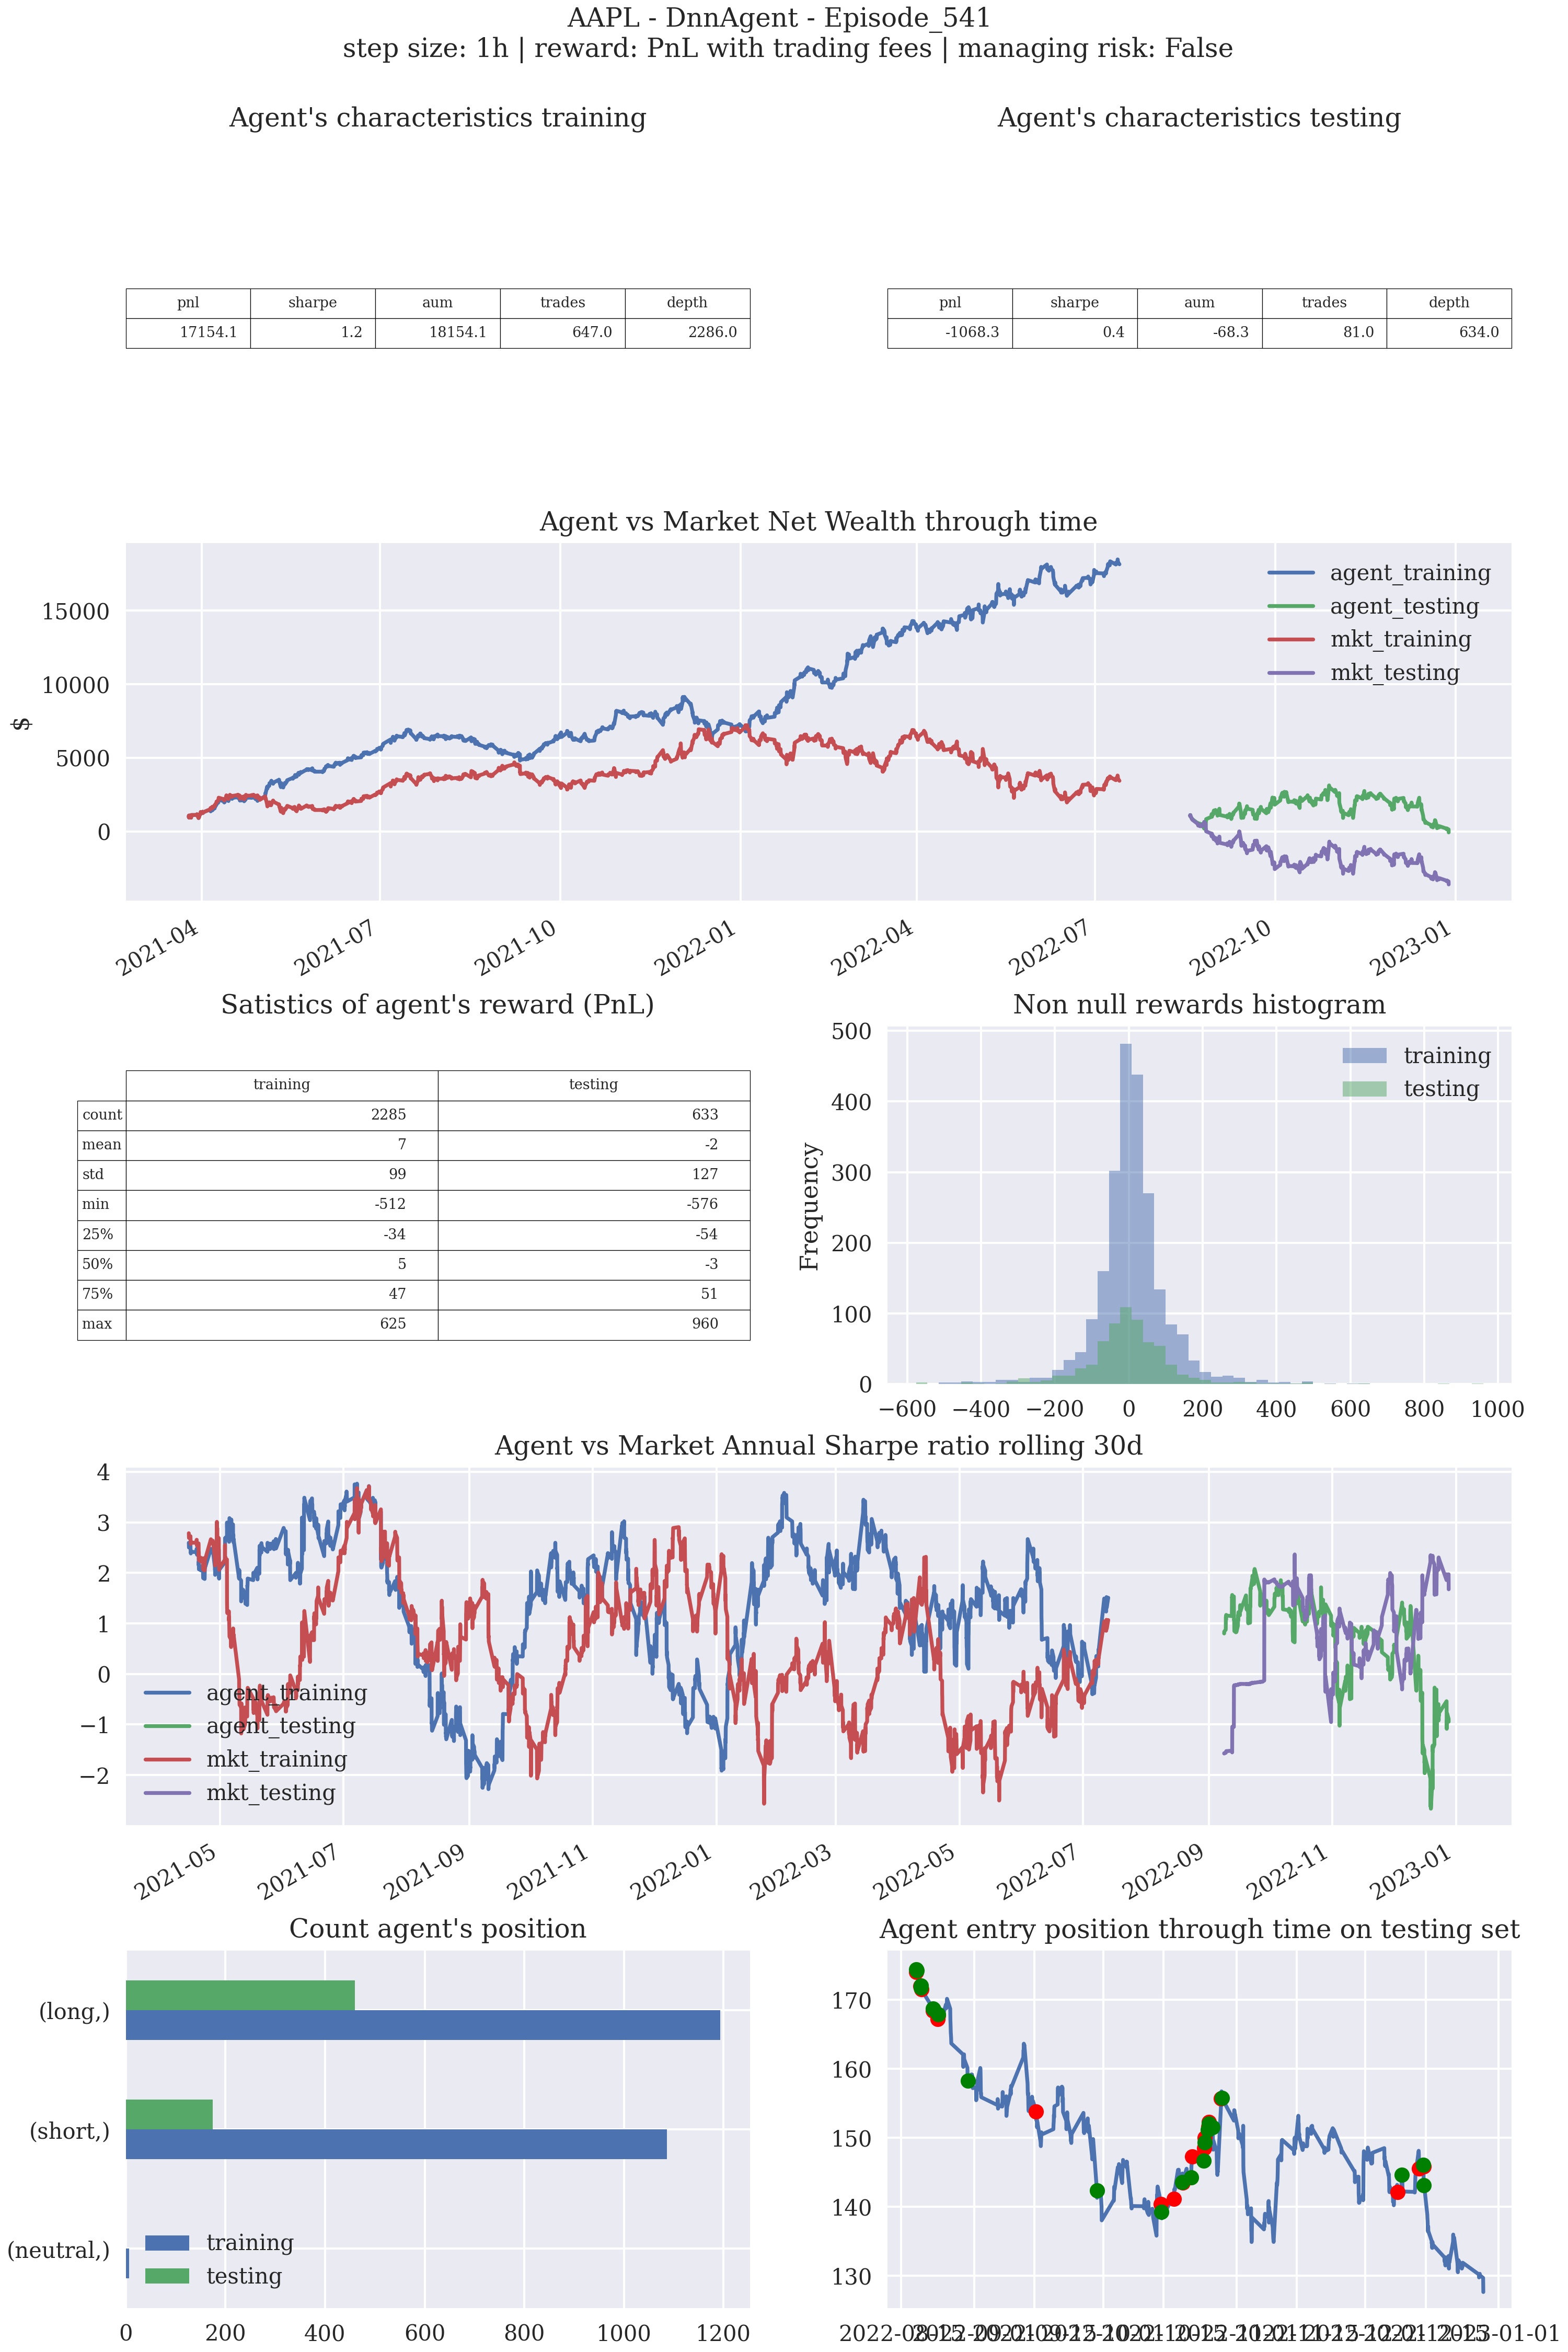 AAPL - DnnAgent - Episode_541
step size: 1h | reward: PnL with trading fees | managing risk: False
Agent's characteristics training
Agent's characteristics testing
pnl sharpe aum trades depth
17154.1 1.2 18154.1 647.0 2286.0
pnl sharpe aum trades depth
-1068.3 0.4 -68.3 81.0 634.0
Agent vs Market Net Wealth through time
agent_training
agent_testing
mkt_training
mkt_testing
$
15000
10000
5000
0
2021-04 2021-07 2021-10 2022-01 2022-04 2022-07 2022-10 2023-01
Satistics of agent's reward (PnL)
training testing
count 2285 633
mean 7 -2
std 99 127
min -512 -576
25% -34 -54
50% 5 -3
75% 47 51
max 625 960
Non null rewards histogram
training
testing
Frequency
500
400
300
200
100
0
−600 −400 −200 0 200 400 600 800 1000
Agent vs Market Annual Sharpe ratio rolling 30d
4
3
2
1
0
−1
−2
agent_training
agent_testing
mkt_training
mkt_testing
2021-05 2021-07 2021-09 2021-11 2022-01 2022-03 2022-05 2022-07 2022-09 2022-11 2023-01
Count agent's position
(long,)
(short,)
(neutral,)
training
testing
0 200 400 600 800 1000 1200
Agent entry position through time on testing set
170
160
150
140
130